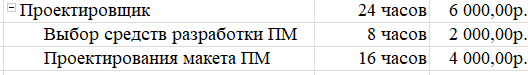 Проектировщик 24 часов 6 000,00р.
Выбор средств разработки ПМ 8 часов 2 000,00р.
Проектирования макета ПМ 16 часов 4 000,00р.